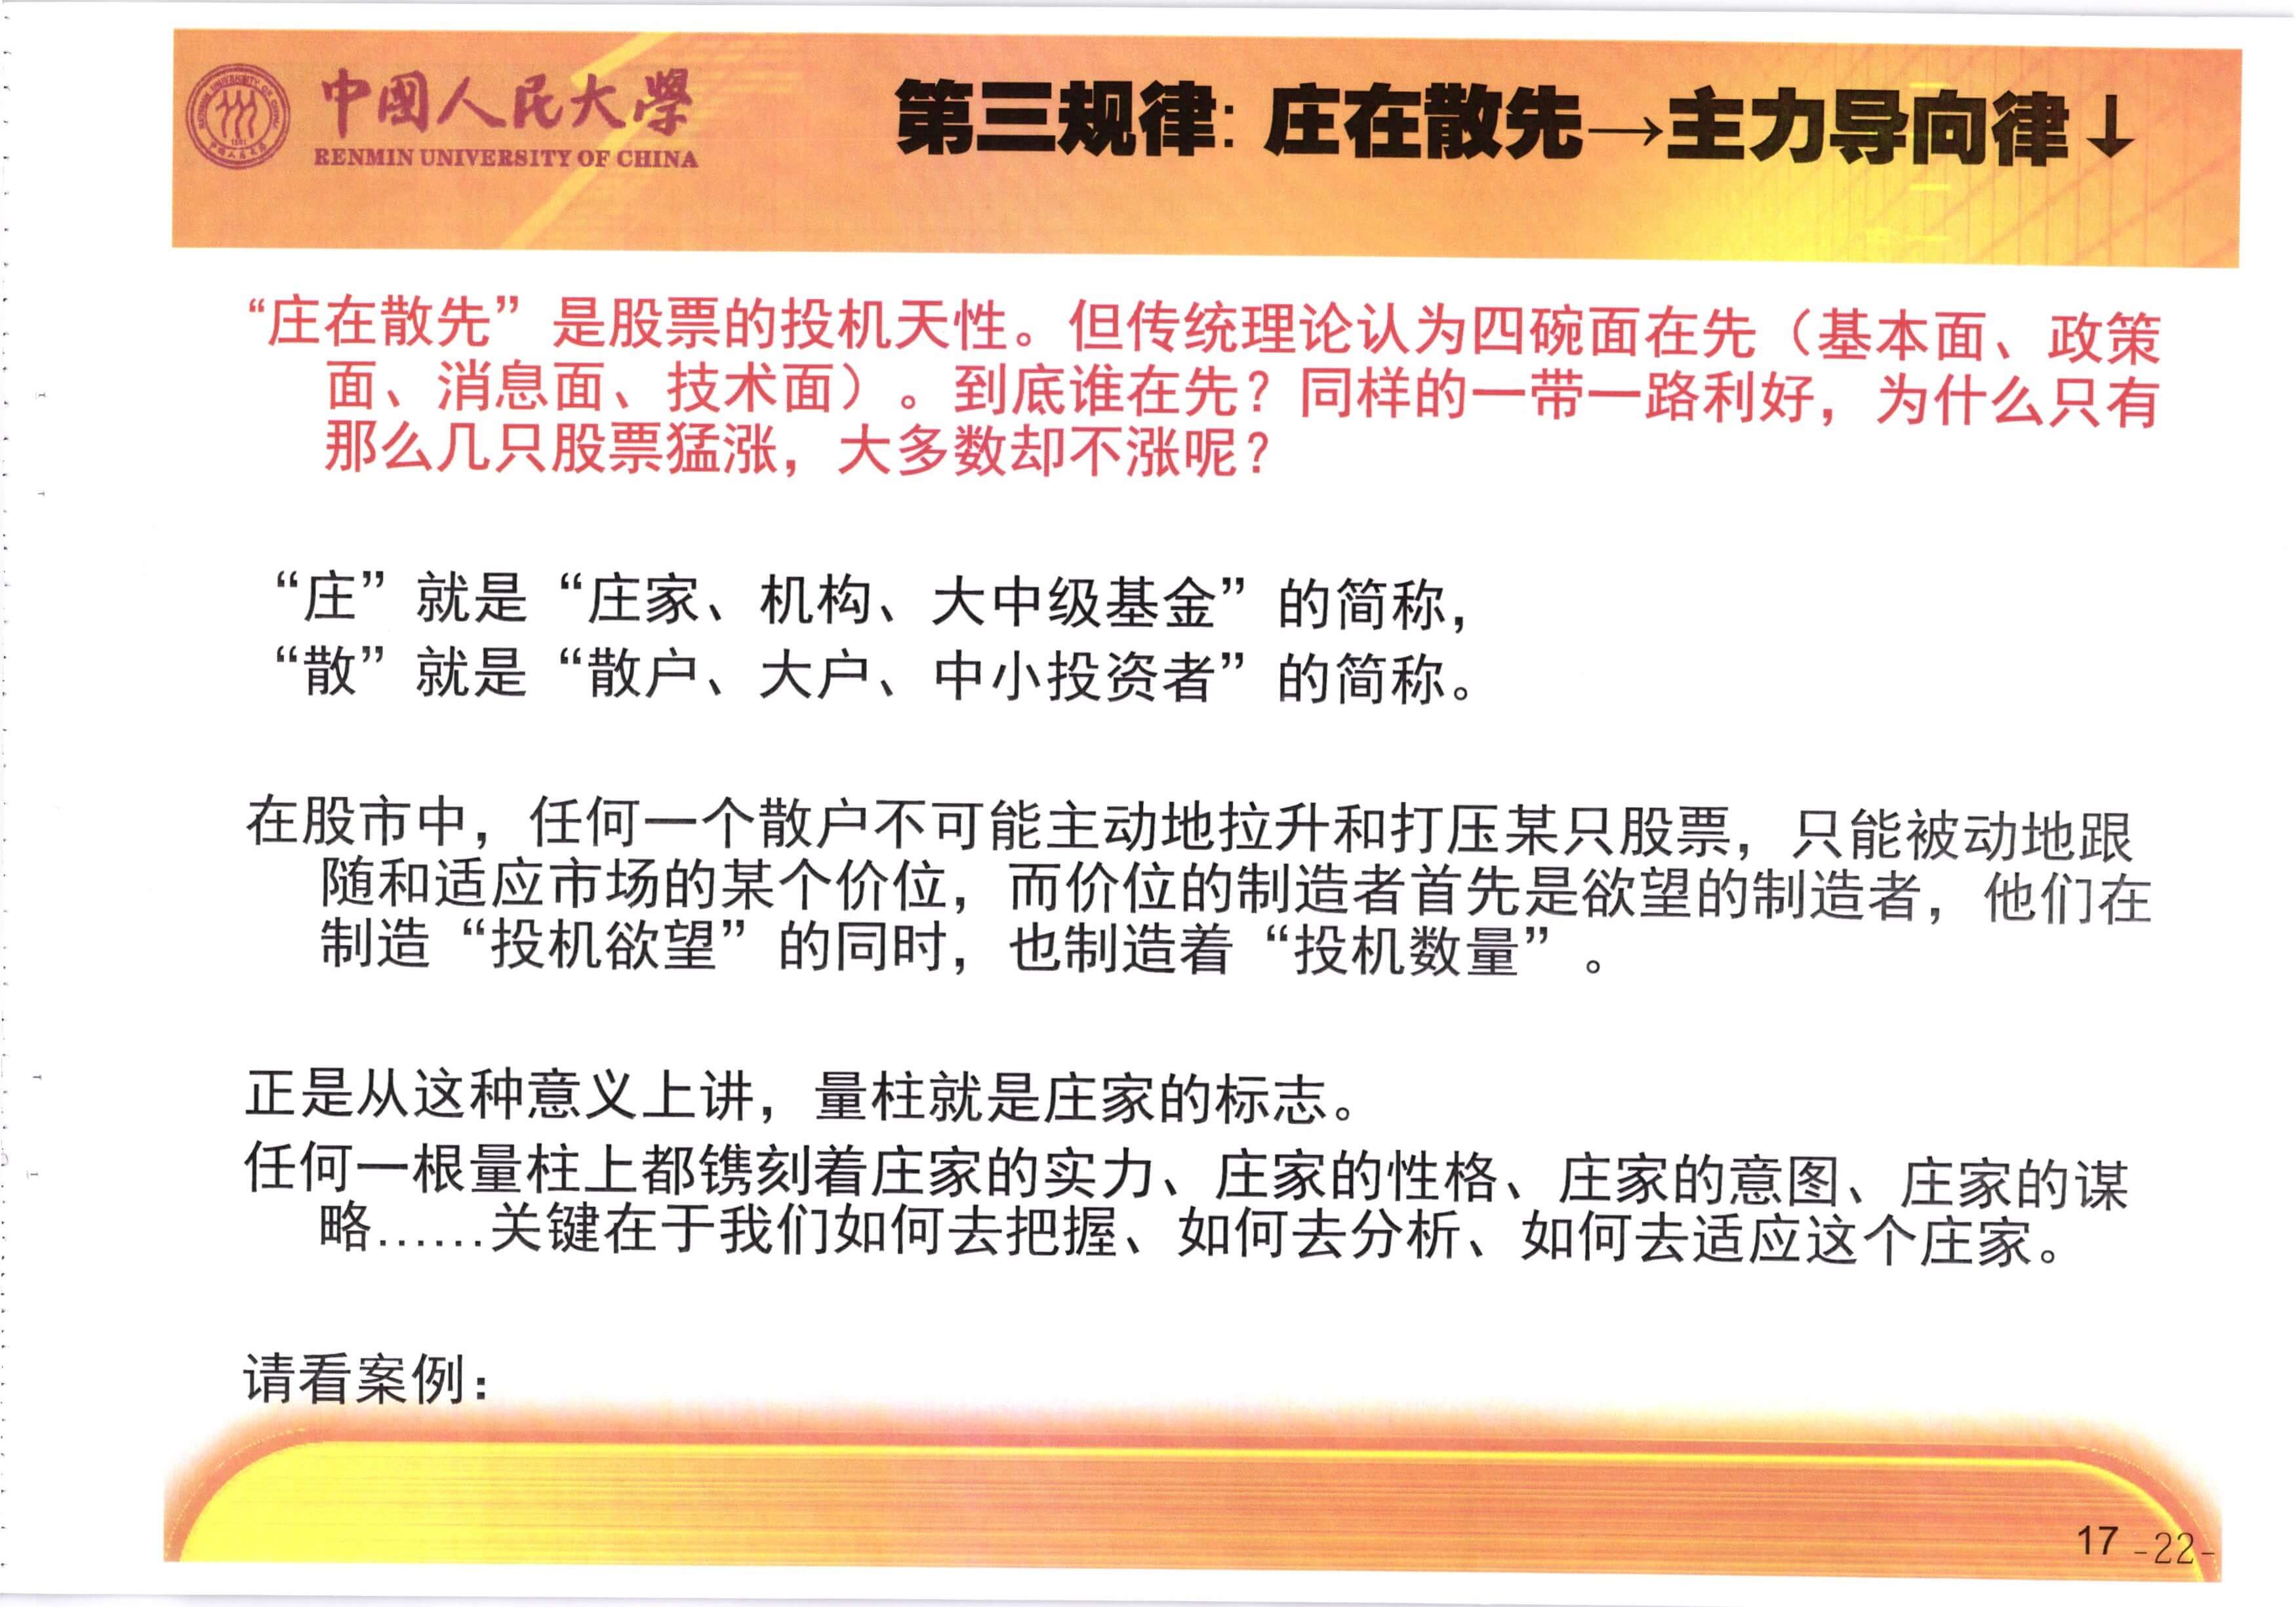 中国人民大學
RENMIN UNIVERSITY OF CHINA
第三规律：庄在散先→主力导向律↓
“庄在散先”是股票的投机天性。但传统理论认为四碗面在先（基本面、政策
面、消息面、技术面）。到底谁在先？同样的一带一路利好，为什么只有
那么几只股票猛涨，大多数却不涨呢？
“庄”就是“庄家、机构、大中级基金”的简称，
“散”就是“散户、大户、中小投资者”的简称。
在股市中，任何一个散户不可能主动地拉升和打压某只股票，只能被动地跟
随和适应市场的某个价位，而价位的制造者首先是欲望的制造者，他们在
制造“投机欲望”的同时，也制造着“投机数量”。
正是从这种意义上讲，量柱就是庄家的标志。
任何一根量柱上都镌刻着庄家的实力、庄家的性格、庄家的意图、庄家的谋
略……关键在于我们如何去把握、如何去分析、如何去适应这个庄家。
请看案例：
17 -22-